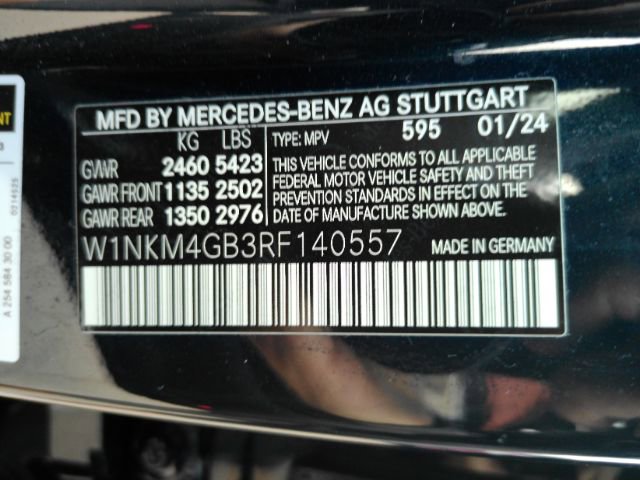 MFD BY MERCEDES-BENZ AG STUTTGART
KG LBS TYPE: MPV 595 01/24
GVWR 2460 5423
GAWR FRONT 1135 2502
GAWR REAR 1350 2976
THIS VEHICLE CONFORMS TO ALL APPLICABLE
FEDERAL MOTOR VEHICLE SAFETY AND THEFT
PREVENTION STANDARDS IN EFFECT ON THE
DATE OF MANUFACTURE SHOWN ABOVE.
W1NKM4GB3RF140557 MADE IN GERMANY
A 254 584 30 00